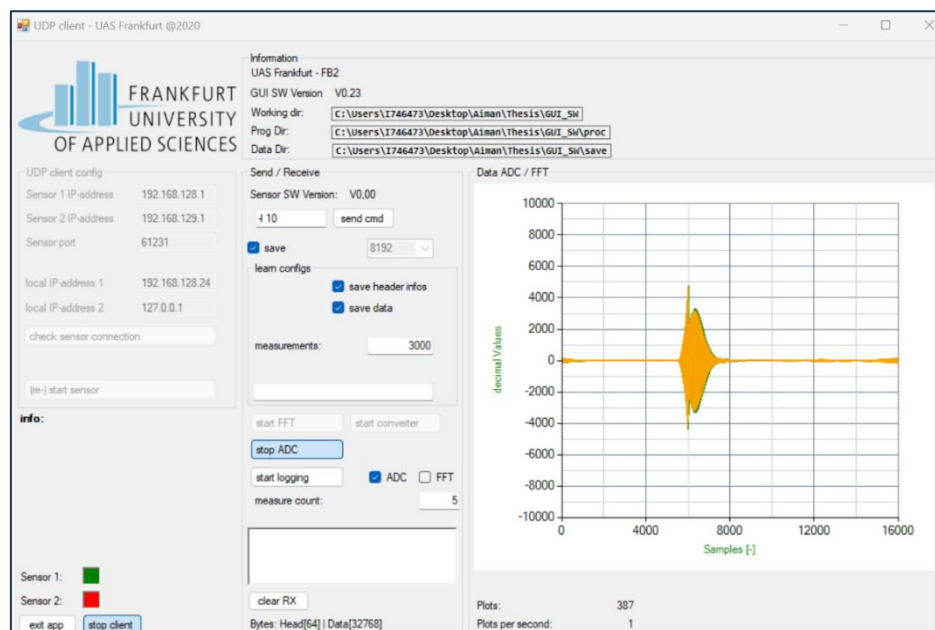 UDP client - UAS Frankfurt @2020
FRANKFURT
UNIVERSITY
OF APPLIED SCIENCES
Information
UAS Frankfurt - FB2
GUI SW Version V0.23
Working dir: C:\Users\I746473\Desktop\Aiman\Thesis\GUI_SW
Prog Dir: C:\Users\I746473\Desktop\Aiman\Thesis\GUI_SW\proc
Data Dir: C:\Users\I746473\Desktop\Aiman\Thesis\GUI_SW\save
UDP client config
Sensor 1 IP-address 192.168.128.1
Sensor 2 IP-address 192.168.129.1
Sensor port 61231
local IP-address 1 192.168.128.24
local IP-address 2 127.0.0.1
check sensor connection
(re-) start sensor
info:
Sensor 1:
Sensor 2:
exit app stop client
Send / Receive
Sensor SW Version: V0,00
10 send cmd
save 8192
learn configs
save header infos
save data
measurements: 3000
start FFT start converter
stop ADC
start logging ADC FFT
measure count: 5
clear RX
Bytes: Head[64] | Data[32768]
Data ADC / FFT
10000
8000
6000
4000
2000
0
-2000
-4000
-6000
-8000
-10000
decimal Values
0 4000 8000 12000 16000
Samples [-]
Plots: 387
Plots per second: 1